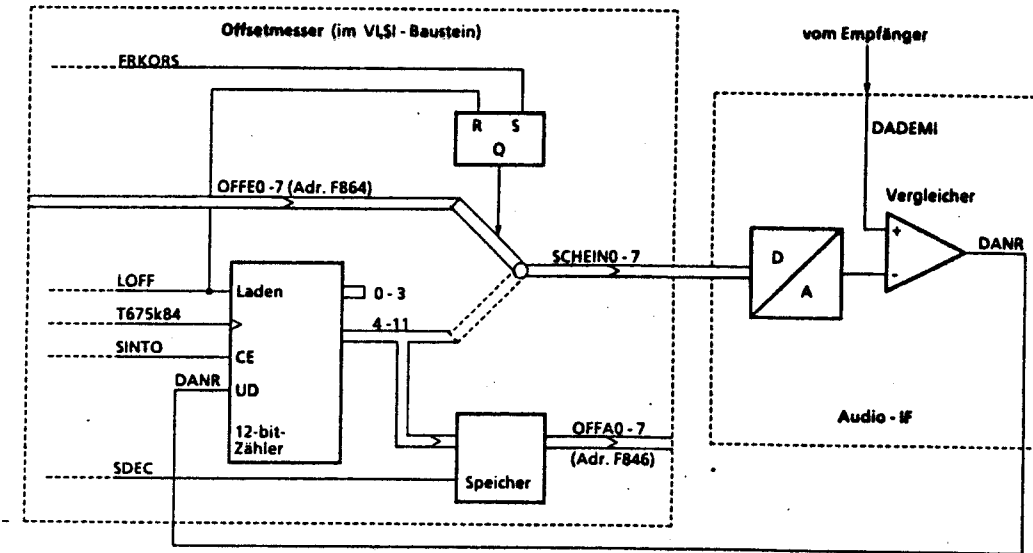 Offsetmesser (im VLSI - Baustein)
vom Empfänger
FRKORS
R S
Q
DADEMI
OFFE0 - 7 (Adr. F864)
Vergleicher
+
-
DANR
SCHEIN0 - 7
D
A
LOFF
Laden
0 - 3
T675k84
4 - 11
SINTO
CE
DANR
UD
12-bit-
Zähler
Audio - IF
OFFA0 - 7
(Adr. F846)
SDEC
Speicher